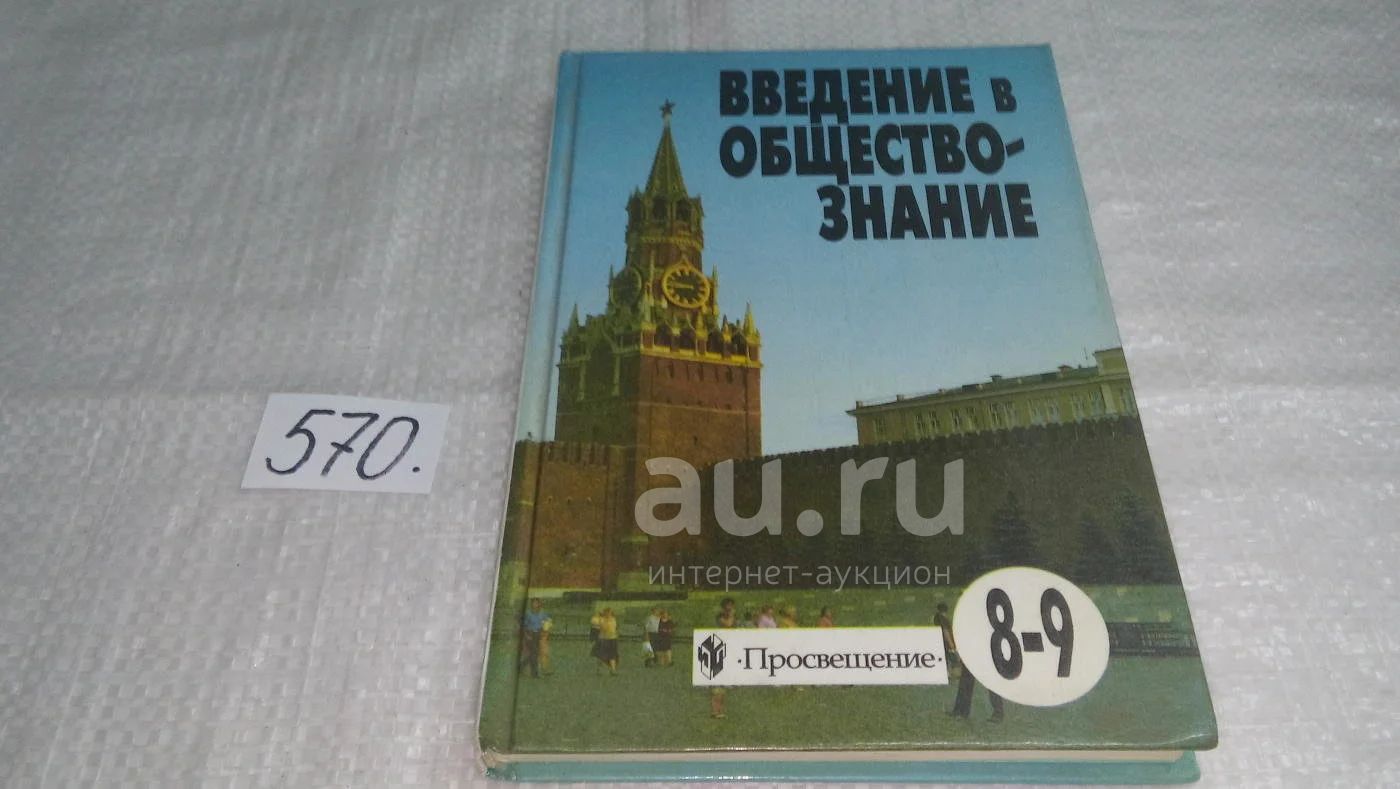 ВВЕДЕНИЕ В
ОБЩЕСТВО-
ЗНАНИЕ
570.
au.ru
интернет-аукцион
·Просвещение·
8-9